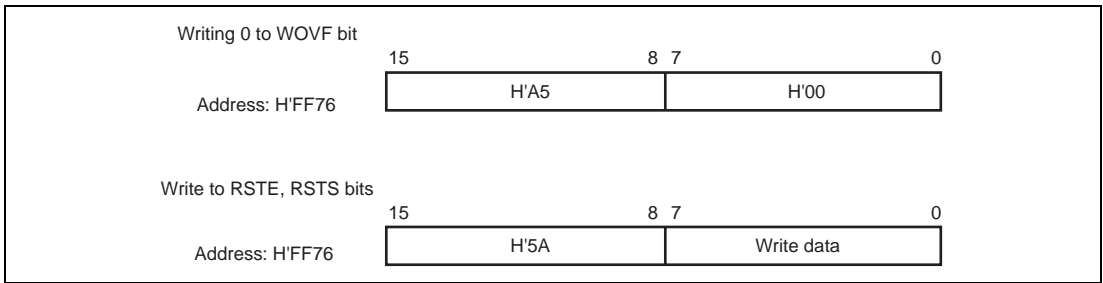 Writing 0 to WOVF bit
15 8 7 0
Address: H'FF76 H'A5 H'00
Write to RSTE, RSTS bits
15 8 7 0
Address: H'FF76 H'5A Write data